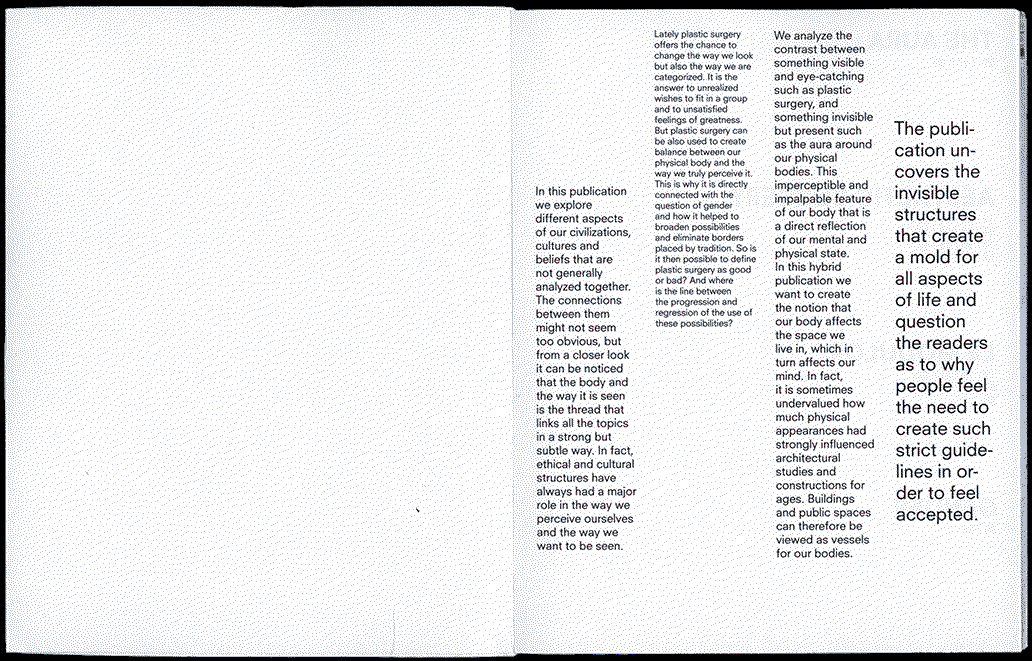 In this publication
we explore
different aspects
of our civilizations,
cultures and
beliefs that are
not generally
analyzed together.
The connections
between them
might not seem
too obvious, but
from a closer look
it can be noticed
that the body and
the way it is seen
is the thread that
links all the topics
in a strong but
subtle way. In fact,
ethical and cultural
structures have
always had a major
role in the way we
perceive ourselves
and the way we
want to be seen.
Lately plastic surgery
offers the chance to
change the way we look
but also the way we are
categorized. It is the
answer to unrealized
wishes to fit in a group
and to unsatisfied
feelings of greatness.
But plastic surgery can
be also used to create
balance between our
physical body and the
way we truly perceive it.
This is why it is directly
connected with the
question of gender
and how it helped to
broaden possibilities
and eliminate borders
placed by tradition. So is
it then possible to define
plastic surgery as good
or bad? And where
is the line between
the progression and
regression of the use of
these possibilities?
We analyze the
contrast between
something visible
and eye-catching
such as plastic
surgery, and
something invisible
but present such
as the aura around
our physical
bodies. This
imperceptible and
impalpable feature
of our body that is
a direct reflection
of our mental and
physical state.
In this hybrid
publication we
want to create
the notion that
our body affects
the space we
live in, which in
turn affects our
mind. In fact,
it is sometimes
undervalued how
much physical
appearances had
strongly influenced
architectural
studies and
constructions for
ages. Buildings
and public spaces
can therefore be
viewed as vessels
for our bodies.
The publi-
cation un-
covers the
invisible
structures
that create
a mold for
all aspects
of life and
question
the readers
as to why
people feel
the need to
create such
strict guide-
lines in or-
der to feel
accepted.